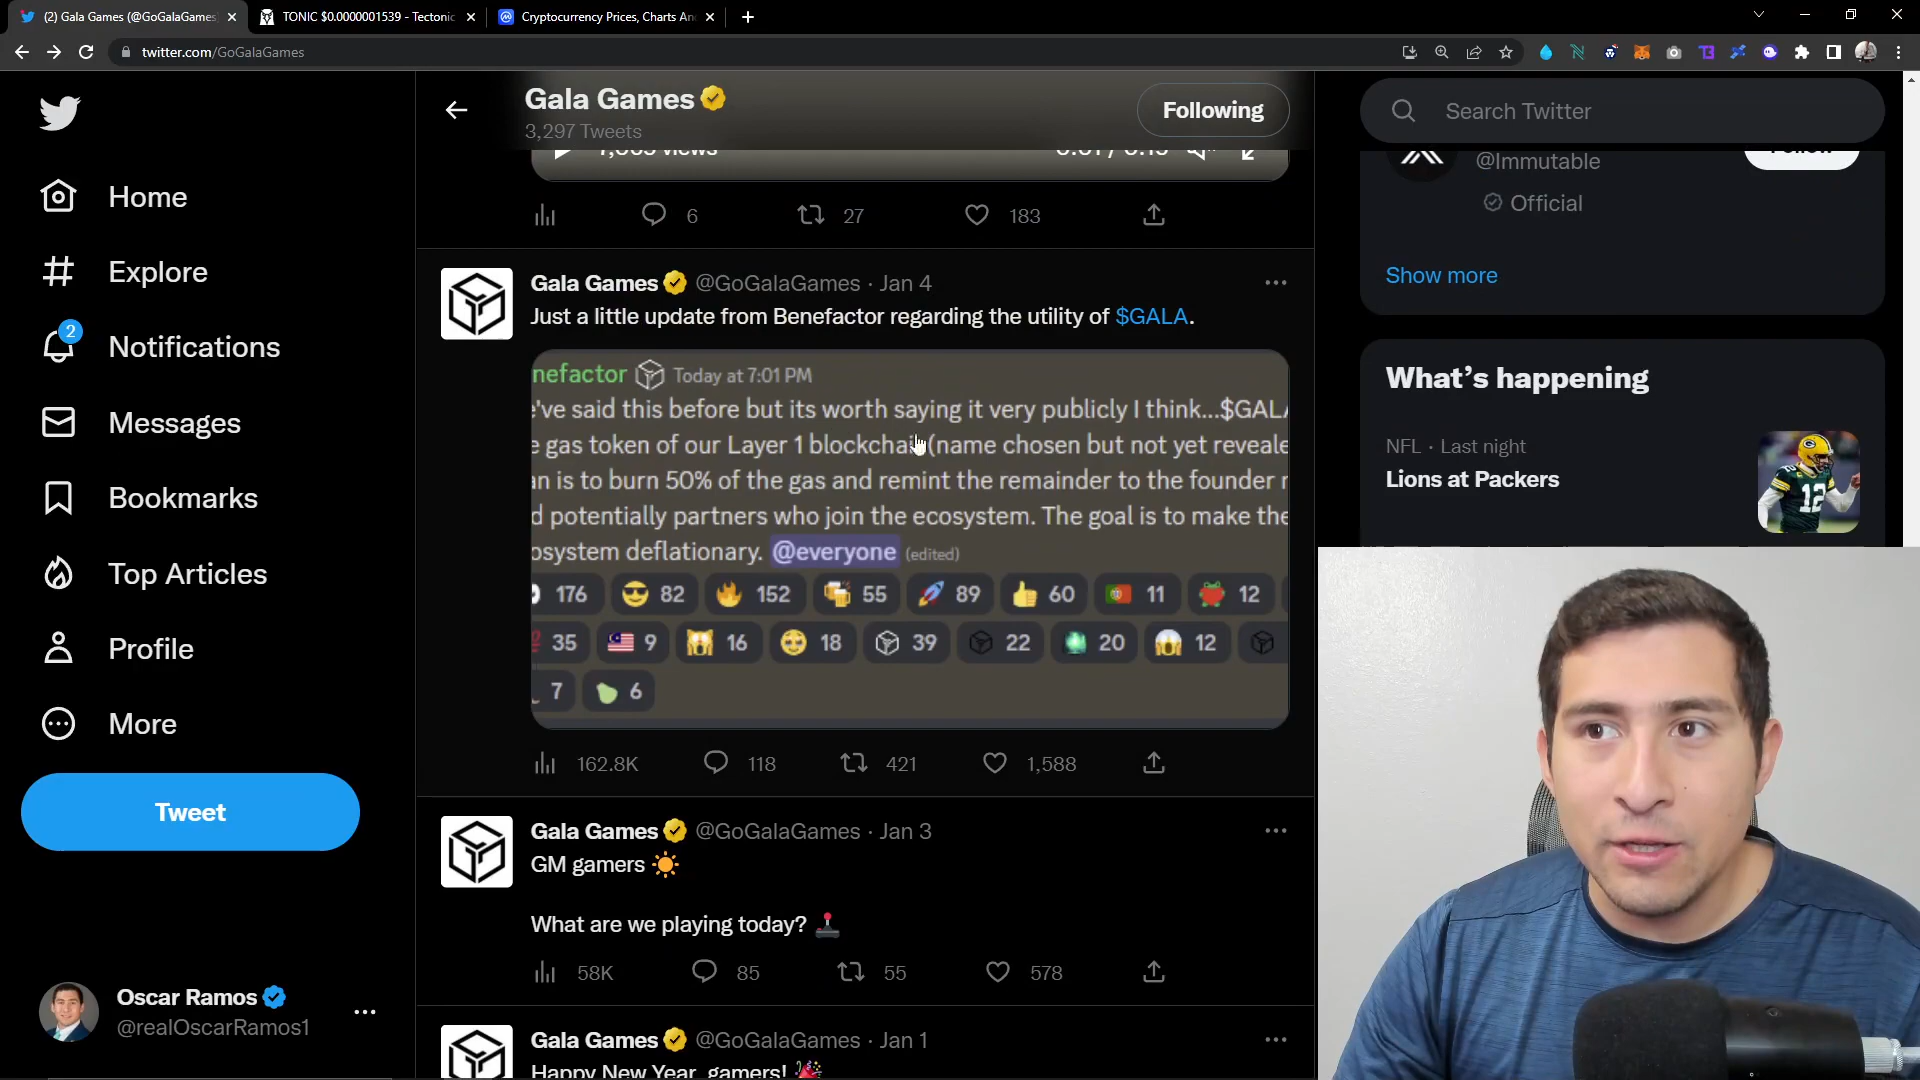 (2) Gala Games (@GoGalaGames
TONIC $0.0000001539 - Tectonic
Cryptocurrency Prices, Charts An
twitter.com/GoGalaGames
Home
Explore
2
Notifications
Messages
Bookmarks
Top Articles
Profile
More
Tweet
Oscar Ramos
@realOscarRamos1
Gala Games
3,297 Tweets
Following
6 27 183
Gala Games @GoGalaGames · Jan 4
Just a little update from Benefactor regarding the utility of $GALA.
nefactor Today at 7:01 PM
e've said this before but its worth saying it very publicly I think...$GALA
e gas token of our Layer 1 blockchain (name chosen but not yet reveale
an is to burn 50% of the gas and remint the remainder to the founder n
d potentially partners who join the ecosystem. The goal is to make the
osystem deflationary. @everyone (edited)
176 82 152 55 89 60 11 12
35 9 16 18 39 22 20 12
7 6
162.8K 118 421 1,588
Gala Games @GoGalaGames · Jan 3
GM gamers
What are we playing today?
58K 85 55 578
Gala Games @GoGalaGames · Jan 1
Happy New Year, gamers!
Search Twitter
@Immutable
Official
Show more
What's happening
NFL · Last night
Lions at Packers
12